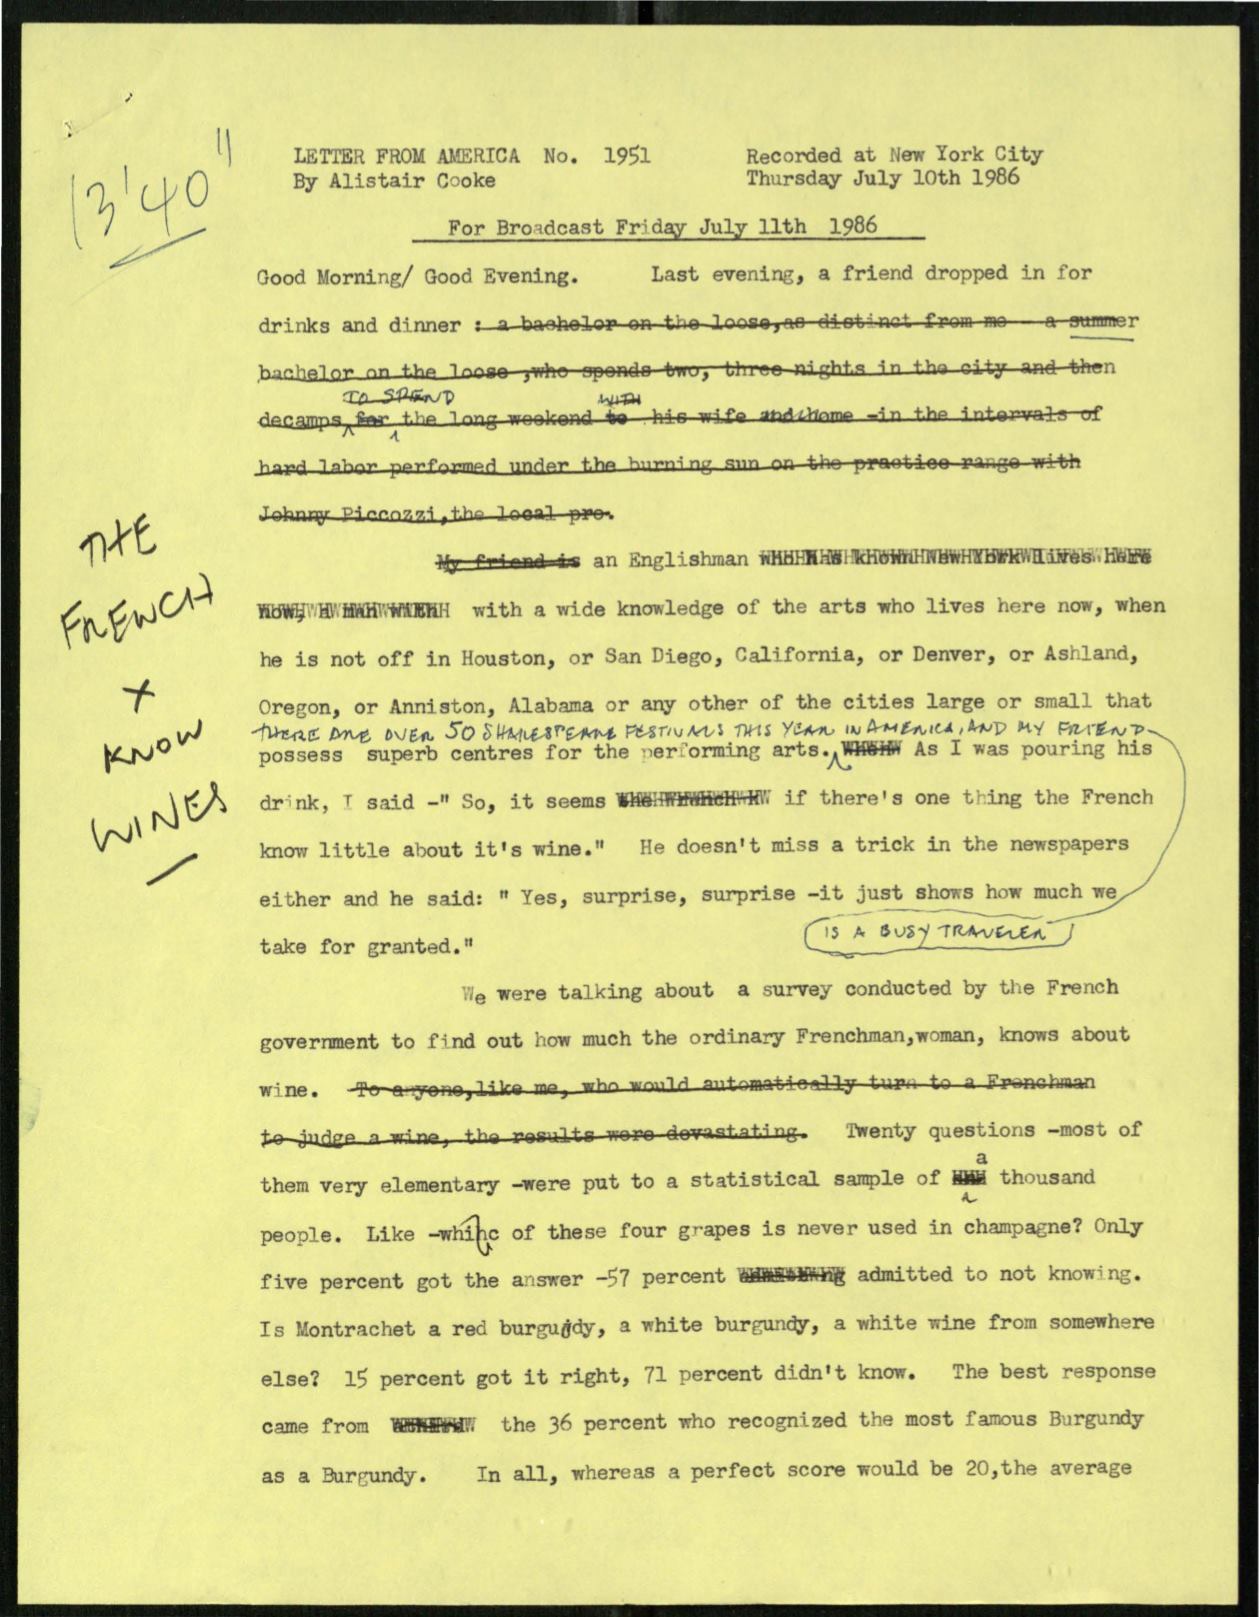 13'40"
LETTER FROM AMERICA No. 1951 Recorded at New York City
By Alistair Cooke Thursday July 10th 1986
For Broadcast Friday July 11th 1986
Good Morning/ Good Evening. Last evening, a friend dropped in for
drinks and dinner : a bachelor on the loose,as distinct from me - a summer
bachelor on the loose ,who spends two, three nights in the city and then
TO SPEND WITH
decamps for the long weekend to his wife and home -in the intervals of
hard labor performed under the burning sun on the practice range with
Johnny Piccozzi,the local pro.
My friend is an Englishman who has known New York lives here
now, a man with with a wide knowledge of the arts who lives here now, when
he is not off in Houston, or San Diego, California, or Denver, or Ashland,
Oregon, or Anniston, Alabama or any other of the cities large or small that
THERE ARE OVER 50 SHAKESPEARE FESTIVALS THIS YEAR IN AMERICA, AND MY FRIEND
possess superb centres for the performing arts. As I was pouring his
drink, I said -" So, it seems the French kn if there's one thing the French
know little about it's wine." He doesn't miss a trick in the newspapers
either and he said: " Yes, surprise, surprise -it just shows how much we
IS A BUSY TRAVELER
take for granted."
We were talking about a survey conducted by the French
government to find out how much the ordinary Frenchman,woman, knows about
wine. To anyone,like me, who would automatically turn to a Frenchman
to judge a wine, the results were devastating. Twenty questions -most of
a
them very elementary -were put to a statistical sample of thousand
people. Like -whihc of these four grapes is never used in champagne? Only
five percent got the answer -57 percent admitted to not knowing.
Is Montrachet a red burgundy, a white burgundy, a white wine from somewhere
else? 15 percent got it right, 71 percent didn't know. The best response
came from the 36 percent who recognized the most famous Burgundy
as a Burgundy. In all, whereas a perfect score would be 20,the average
THE
FRENCH
+
KNOW
WINES